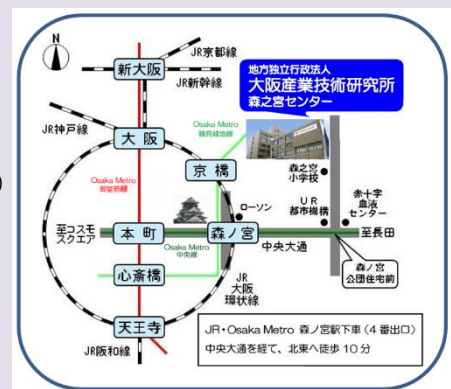 N
JR京都線
新大阪
JR新幹線
地方独立行政法人
大阪産業技術研究所
森之宮センター
JR神戸線
大阪
Osaka Metro
鶴見緑地線
京橋
Osaka Metro
御堂筋線
森之宮
小学校
ローソン
UR
都市機構
赤十字
血液
センター
至コスモ
スクエア
本町
森ノ宮
中央大通
至長田
Osaka Metro
中央線
心斎橋
JR
大阪
環状線
森ノ宮
公団住宅前
天王寺
JR阪和線
JR・Osaka Metro 森ノ宮駅下車(4番出口)
中央大通を経て、北東へ徒歩10分